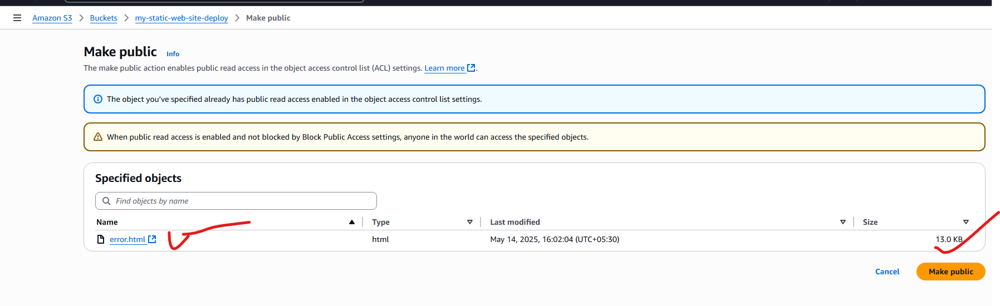 Amazon S3 > Buckets > my-static-web-site-deploy > Make public
Make public Info
The make public action enables public read access in the object access control list (ACL) settings. Learn more.
The object you've specified already has public read access enabled in the object access control list settings.
When public read access is enabled and not blocked by Block Public Access settings, anyone in the world can access the specified objects.
Specified objects
Find objects by name
Name Type Last modified Size
error.html html May 14, 2025, 16:02:04 (UTC+05:30) 13.0 KB
Cancel Make public